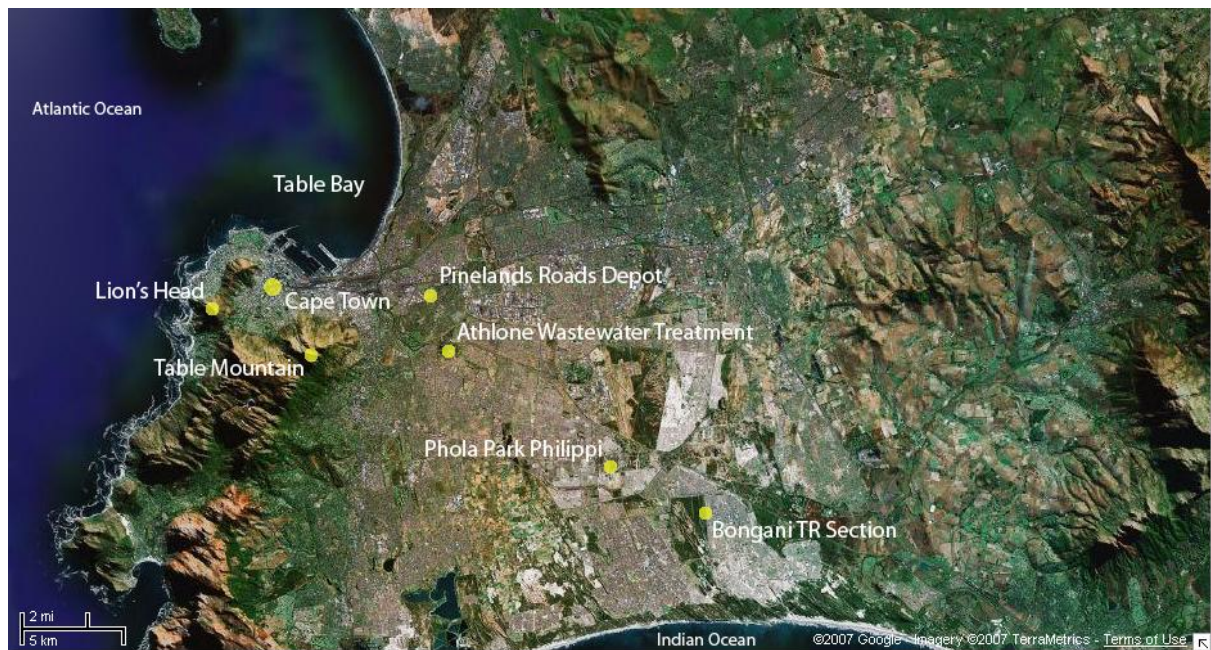 Atlantic Ocean
Table Bay
Pinelands Roads Depot
Lion's Head
Cape Town
Athlone Wastewater Treatment
Table Mountain
Phola Park Philippi
Bongani TR Section
2 mi
5 km
Indian Ocean
©2007 Google - Imagery ©2007 TerraMetrics - Terms of Use